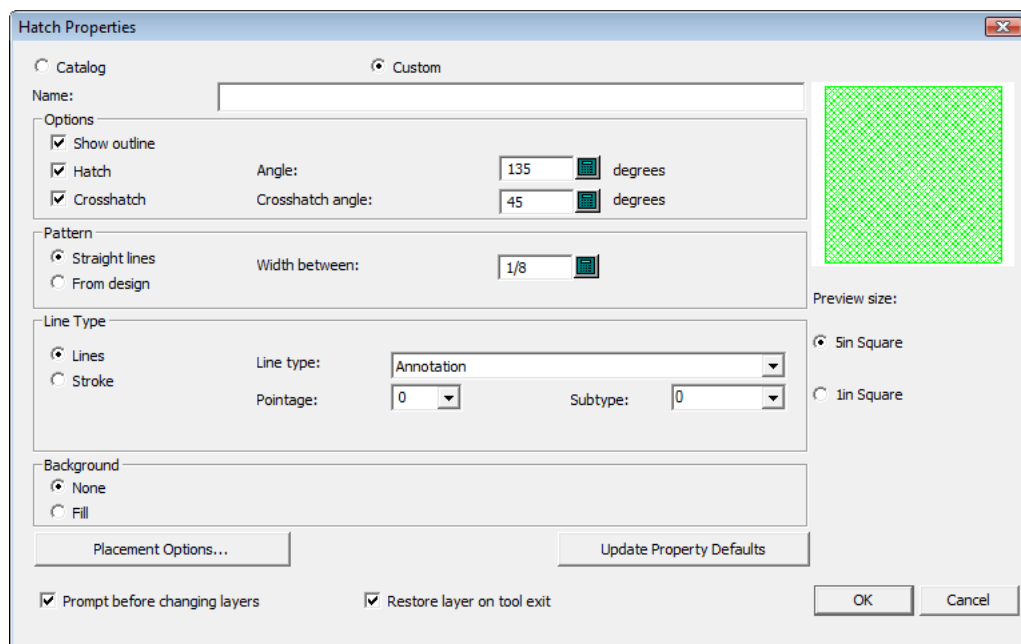 Hatch Properties
Catalog Custom
Name:
Options
Show outline
Hatch Angle: 135 degrees
Crosshatch Crosshatch angle: 45 degrees
Pattern
Straight lines Width between: 1/8
From design
Preview size:
Line Type
Lines Line type: Annotation 5in Square
Stroke
Pointage: 0 Subtype: 0 1in Square
Background
None
Fill
Placement Options... Update Property Defaults
Prompt before changing layers Restore layer on tool exit OK Cancel